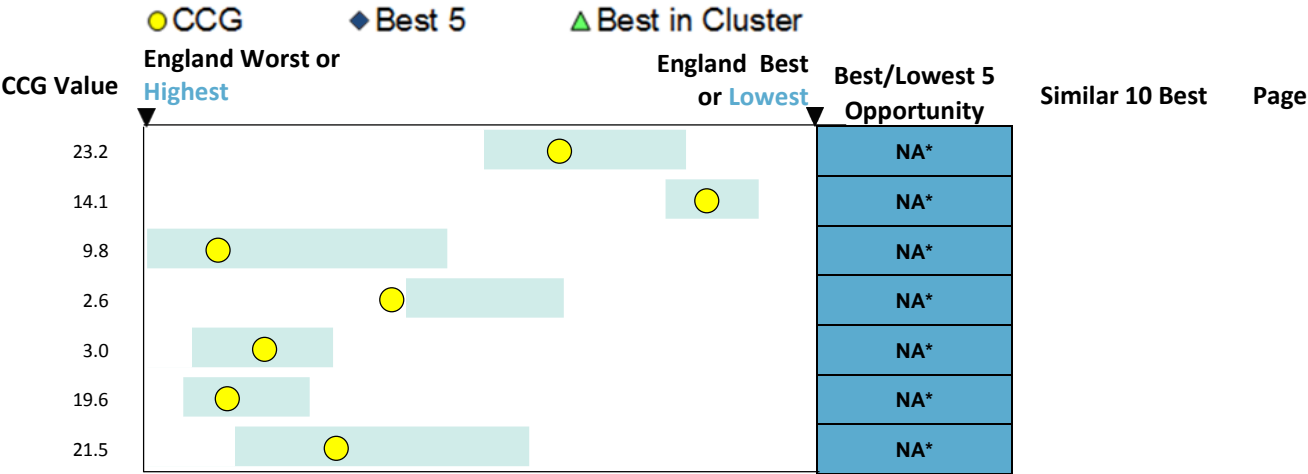 CCG Best 5 Best in Cluster
CCG Value
England Worst or
Highest
England Best
or Lowest
Best/Lowest 5
Opportunity
Similar 10 Best
Page
23.2 NA*
14.1 NA*
9.8 NA*
2.6 NA*
3.0 NA*
19.6 NA*
21.5 NA*